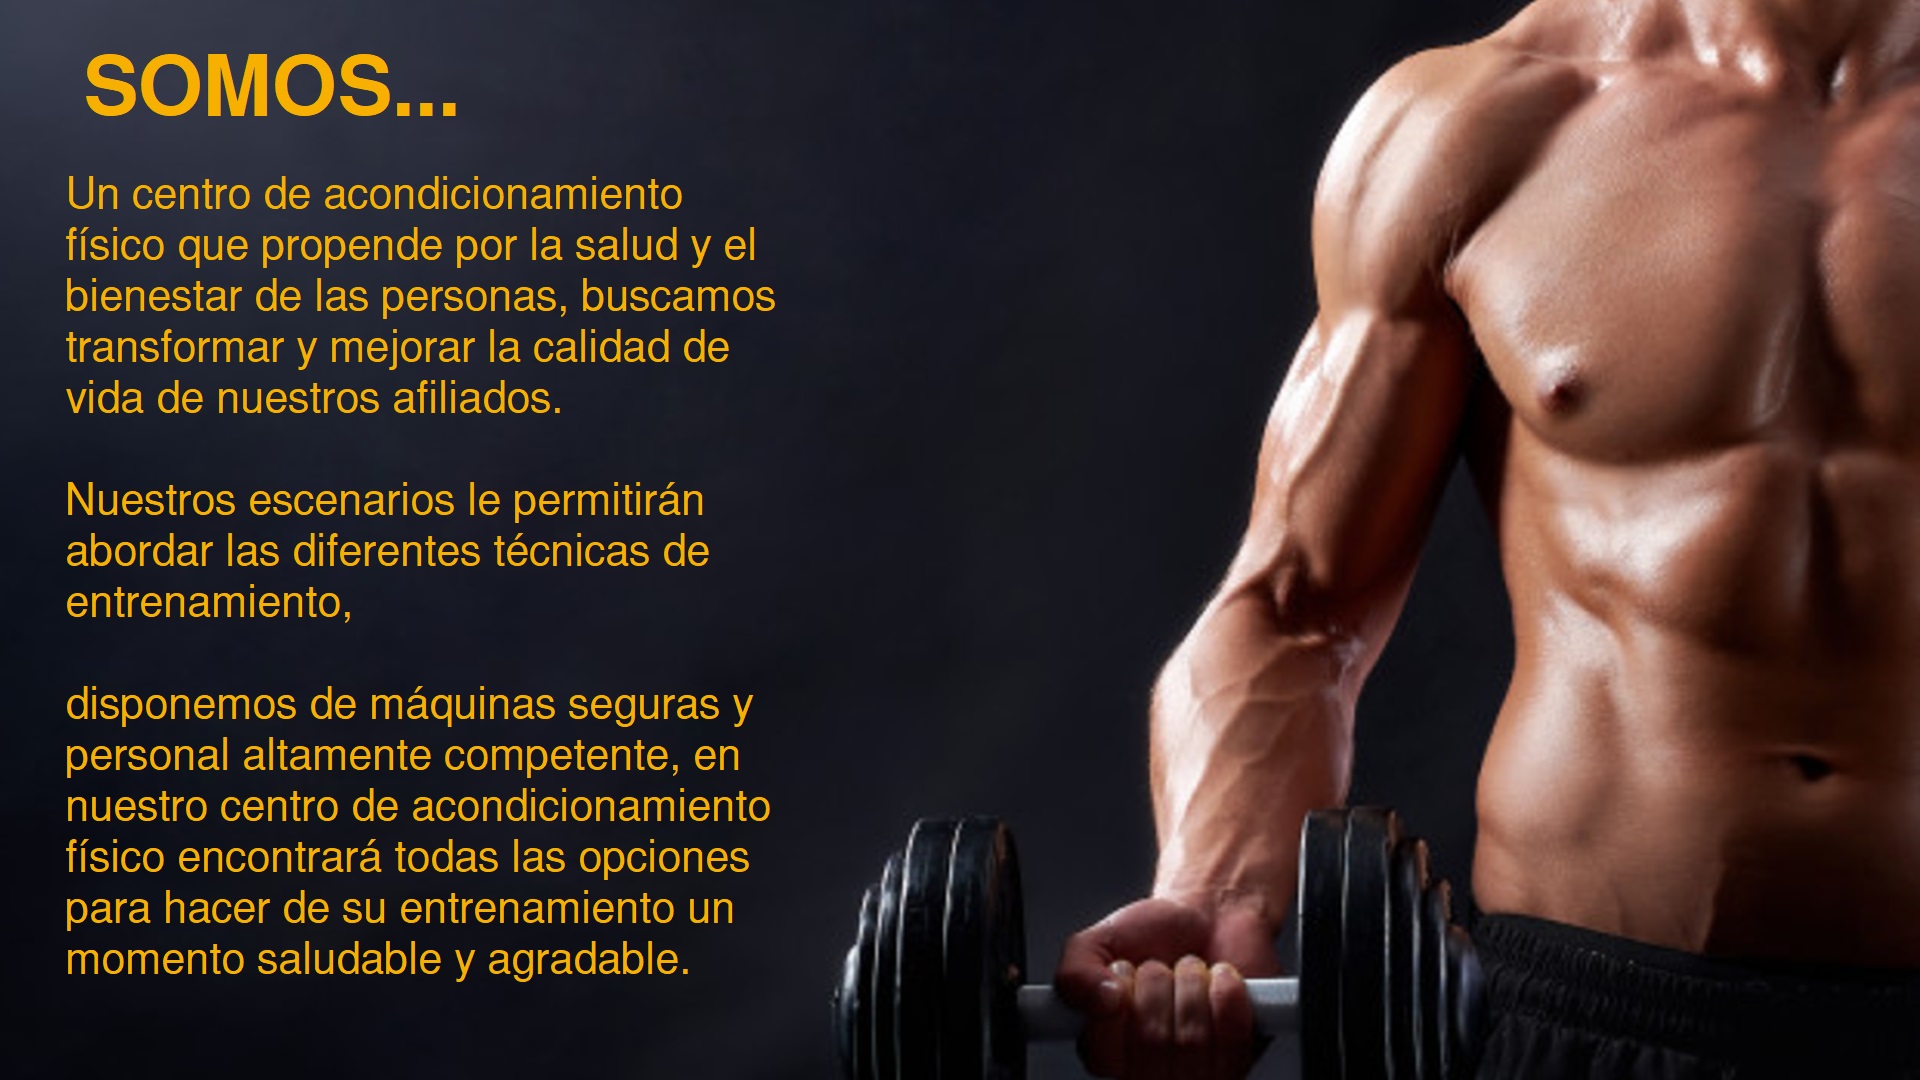 SOMOS...
Un centro de acondicionamiento
físico que propende por la salud y el
bienestar de las personas, buscamos
transformar y mejorar la calidad de
vida de nuestros afiliados.
Nuestros escenarios le permitirán
abordar las diferentes técnicas de
entrenamiento,
disponemos de máquinas seguras y
personal altamente competente, en
nuestro centro de acondicionamiento
físico encontrará todas las opciones
para hacer de su entrenamiento un
momento saludable y agradable.